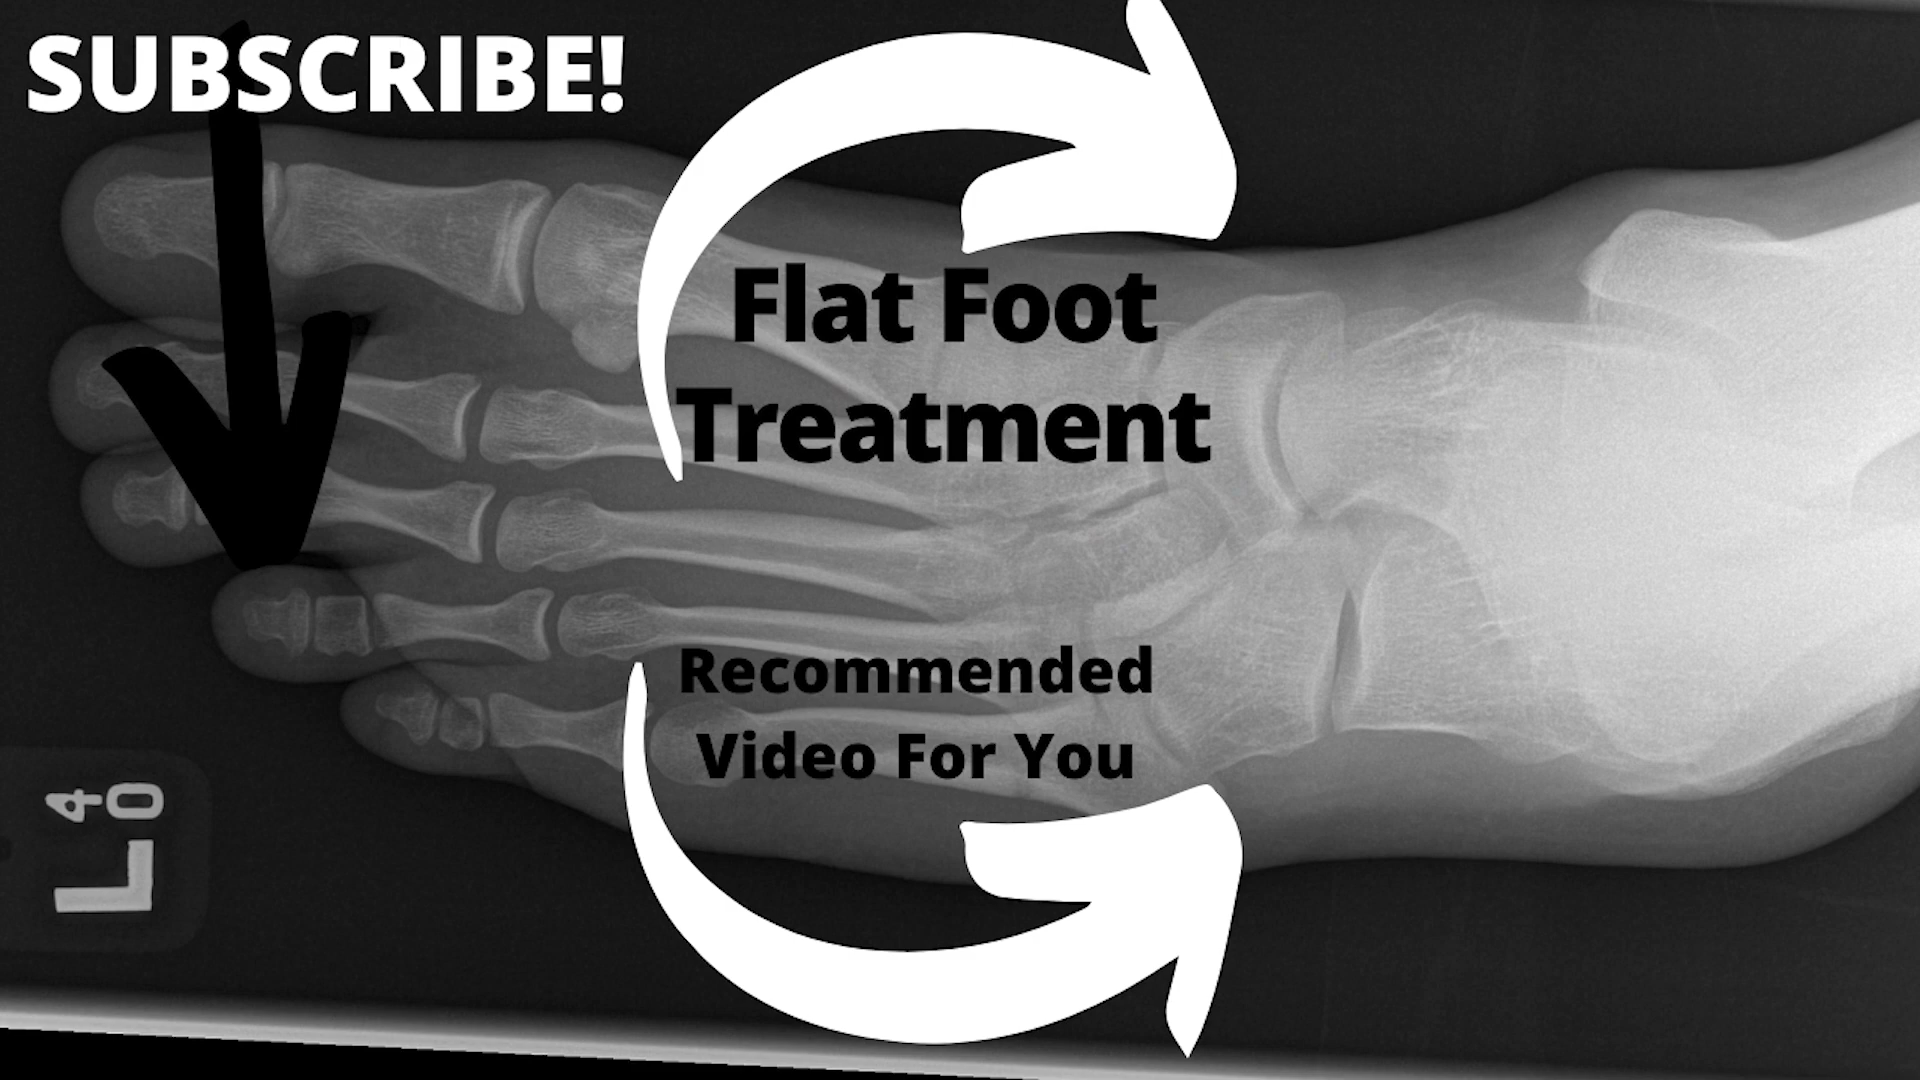 SUBSCRIBE!
Flat Foot
Treatment
Recommended
Video For You
L 40